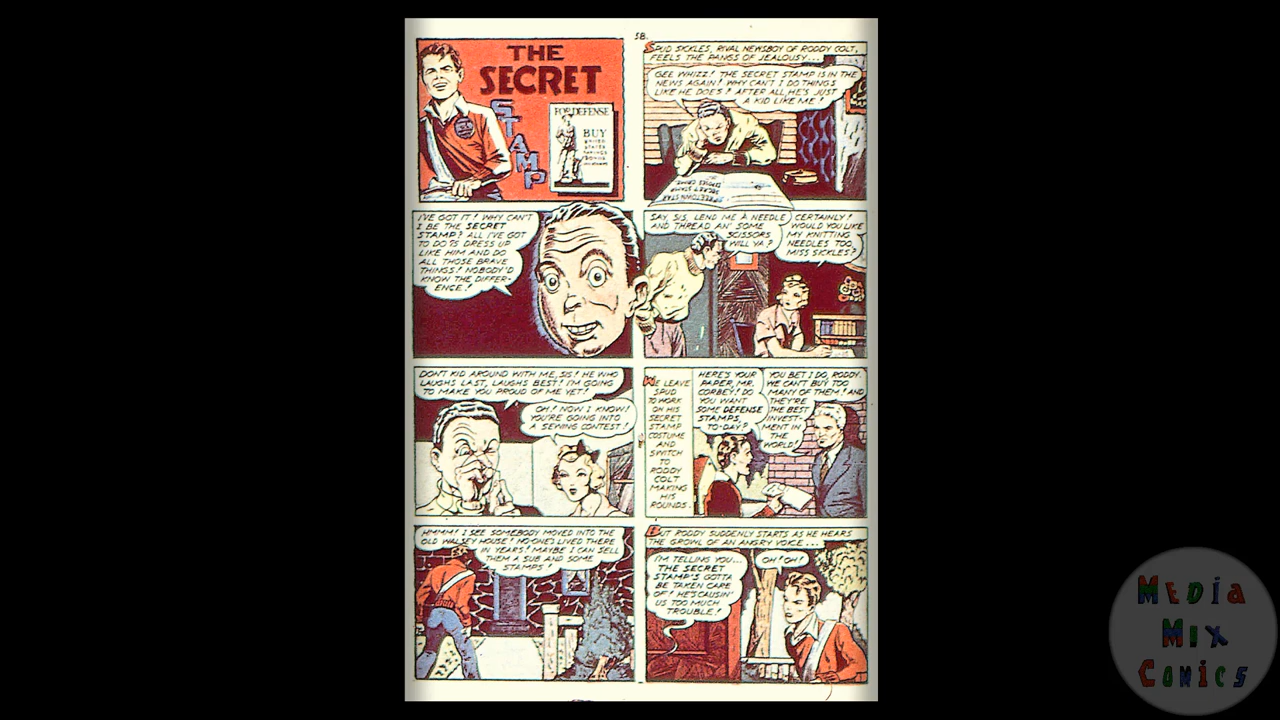 58.
THE
SECRET
STAMP
FOR DEFENSE
BUY
UNITED
STATES
SAVINGS
BONDS
SPUD SICKLES, RIVAL NEWSBOY OF RODDY COLT,
FEELS THE PANGS OF JEALOUSY...
GEE WHIZZ! THE SECRET STAMP IS IN THE
NEWS AGAIN! WHY CAN'T I DO THINGS
LIKE HE DOES? AFTER ALL, HE'S JUST
A KID LIKE ME!
SECRET STAMP
I'VE GOT IT! WHY CAN'T
I BE THE SECRET
STAMP? ALL I'VE GOT
TO DO IS DRESS UP
LIKE HIM AND DO
ALL THOSE BRAVE
THINGS! NOBODY'D
KNOW THE DIFFER-
ENCE!
SAY, SIS, LEND ME A NEEDLE
AND THREAD AN' SOME
SCISSORS
WILL YA?
CERTAINLY!
WOULD YOU LIKE
MY KNITTING
NEEDLES TOO,
MISS SICKLES?
DON'T KID AROUND WITH ME, SIS! HE WHO
LAUGHS LAST, LAUGHS BEST! I'M GOING
TO MAKE YOU PROUD OF ME YET!
OH! NOW I KNOW!
YOU'RE GOING INTO
A SEWING CONTEST!
WE LEAVE
SPUD
TO WORK
ON HIS
SECRET
STAMP
COSTUME
AND
SWITCH
TO
RODDY
COLT
MAKING
HIS
ROUNDS.
HERE'S YOUR
PAPER, MR.
CORBEY! DO
YOU WANT
SOME DEFENSE
STAMPS,
TO-DAY?
YOU BET I DO, RODDY.
WE CAN'T BUY TOO
MANY OF THEM! AND
THEY'RE
THE BEST
INVEST-
MENT IN
THE
WORLD!
HMMM! I SEE SOMEBODY MOVED INTO THE
OLD WALSEY HOUSE! NO-ONE'S LIVED THERE
IN YEARS! MAYBE I CAN SELL
THEM A SUB AND SOME
STAMPS!
BUT RODDY SUDDENLY STARTS AS HE HEARS
THE GROWL OF AN ANGRY VOICE...
I'M TELLING YOU...
THE SECRET
STAMP'S GOTTA
BE TAKEN CARE
OF! HE'S CAUSIN'
US TOO MUCH
TROUBLE!
OH! OH!
MEDIA
MIX
COMICS